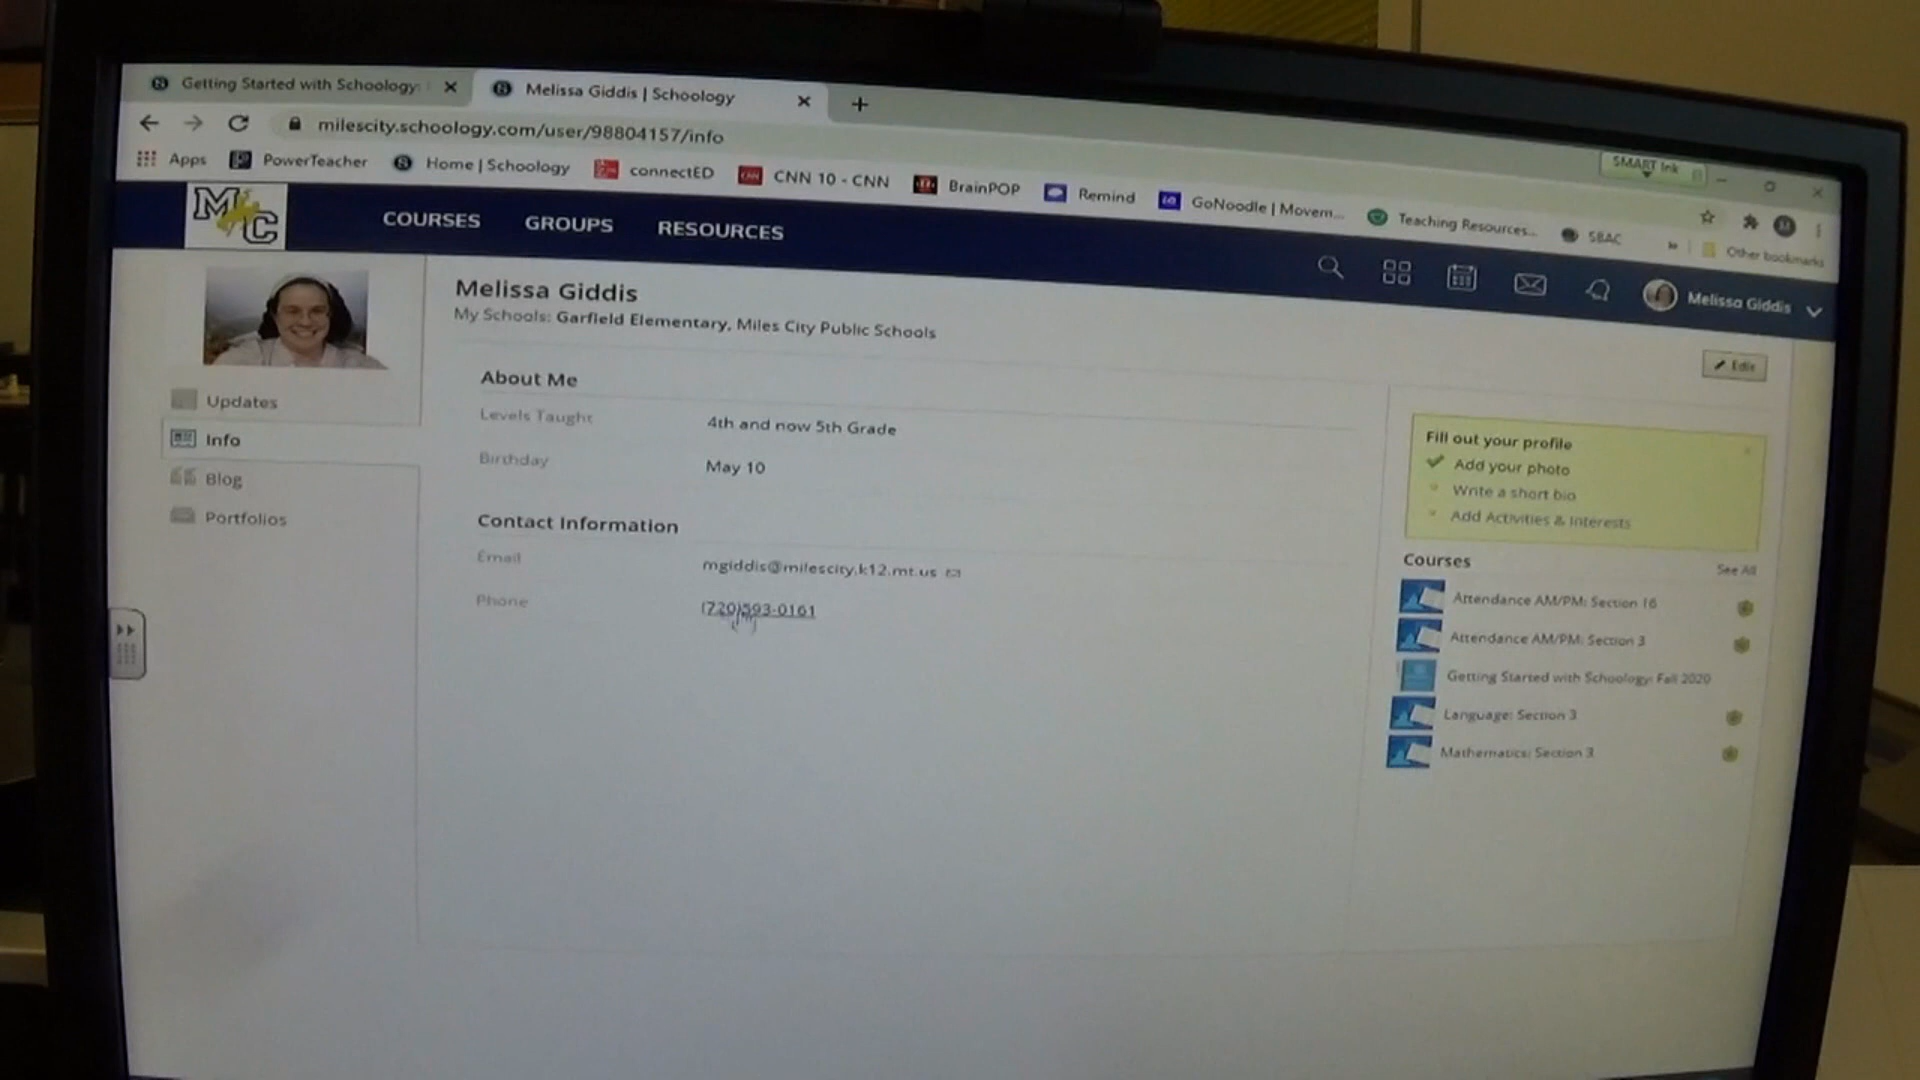 Getting Started with Schoology:
Melissa Giddis | Schoology
milescity.schoology.com/user/98804157/info
SMART Ink
Apps PowerTeacher Home | Schoology connectED CNN 10 - CNN BrainPOP Remind GoNoodle | Movem... Teaching Resources... SBAC Other bookmarks
MC COURSES GROUPS RESOURCES Melissa Giddis
Melissa Giddis
My Schools: Garfield Elementary, Miles City Public Schools
Edit
Updates
Info
Blog
Portfolios
About Me
Levels Taught 4th and now 5th Grade
Birthday May 10
Contact Information
Email mgiddis@milescity.k12.mt.us
Phone (720)593-0161
Fill out your profile
Add your photo
Write a short bio
Add Activities & Interests
Courses See All
Attendance AM/PM: Section 16
Attendance AM/PM: Section 3
Getting Started with Schoology: Fall 2020
Language: Section 3
Mathematics: Section 3